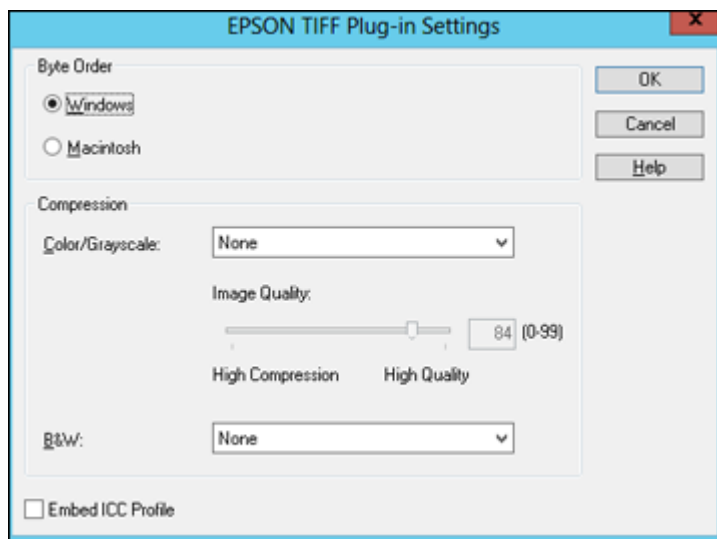 EPSON TIFF Plug-in Settings
x
Byte Order
Windows
Macintosh
OK
Cancel
Help
Compression
Color/Grayscale:
None
Image Quality:
84 (0-99)
High Compression High Quality
B&W:
None
Embed ICC Profile